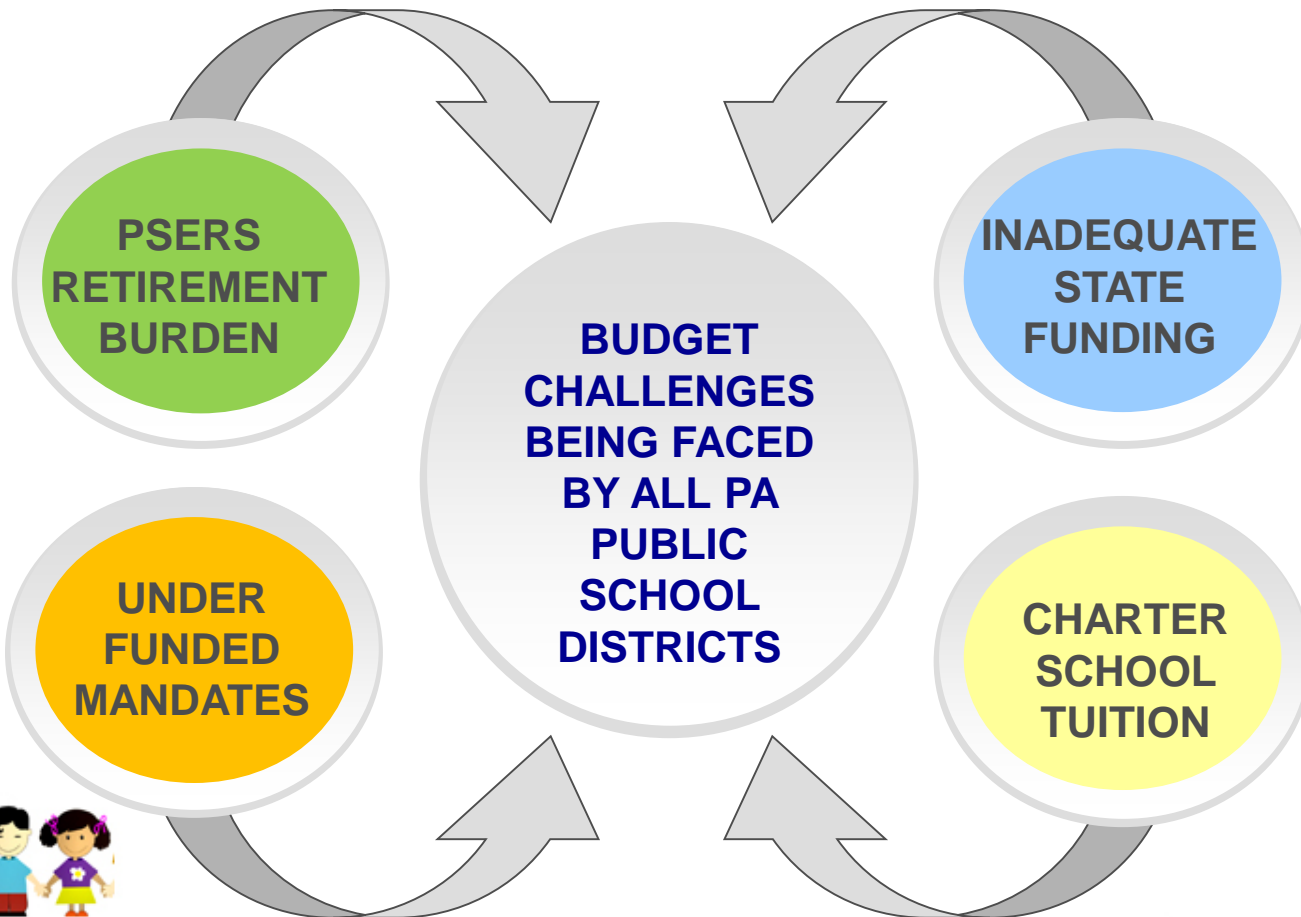 PSERS
RETIREMENT
BURDEN
INADEQUATE
STATE
FUNDING
BUDGET
CHALLENGES
BEING FACED
BY ALL PA
PUBLIC
SCHOOL
DISTRICTS
UNDER
FUNDED
MANDATES
CHARTER
SCHOOL
TUITION